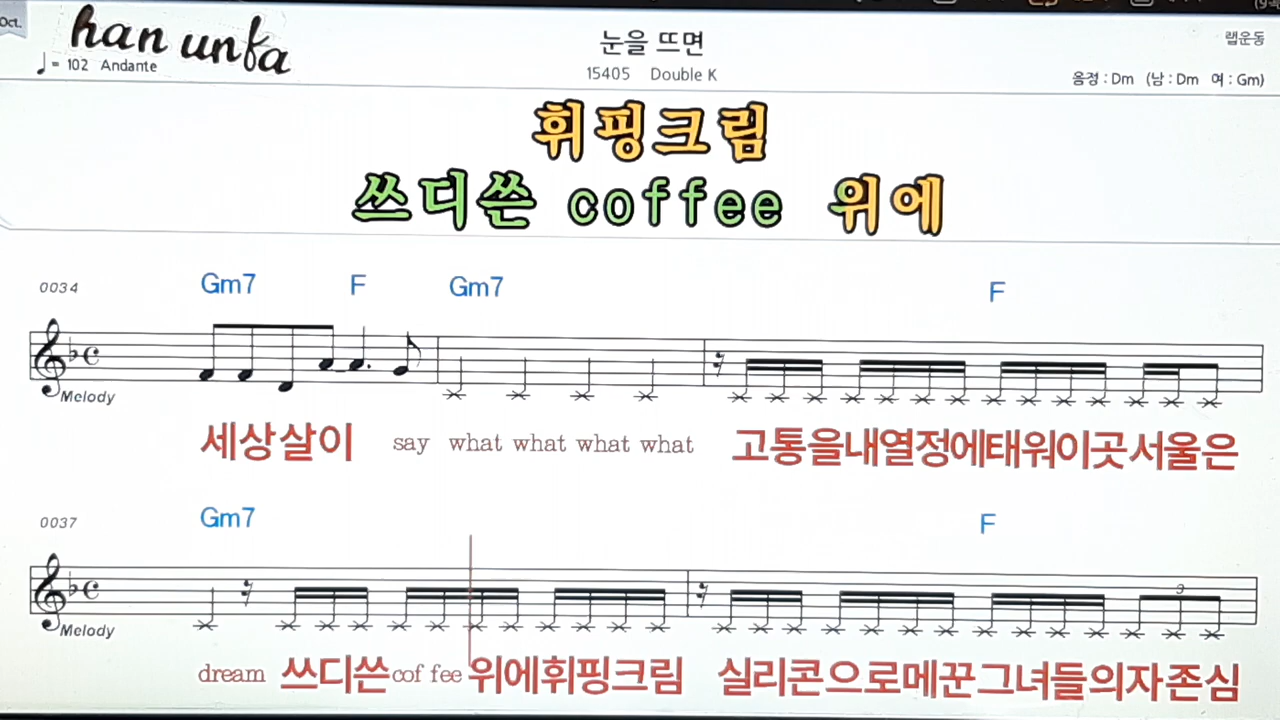 Oct.
han unfa
눈을 뜨면
랩운동
♩= 102 Andante
15405 Double K
음정 : Dm (남 : Dm 여 : Gm)
휘핑크림
쓰디쓴 coffee 위에
0034 Gm7 F Gm7 F
Melody
세상살이 say what what what what 고통을내열정에태워이곳서울은
0037 Gm7 F
3
Melody
dream 쓰디쓴cof fee 위에휘핑크림 실리콘으로메꾼그녀들의자존심